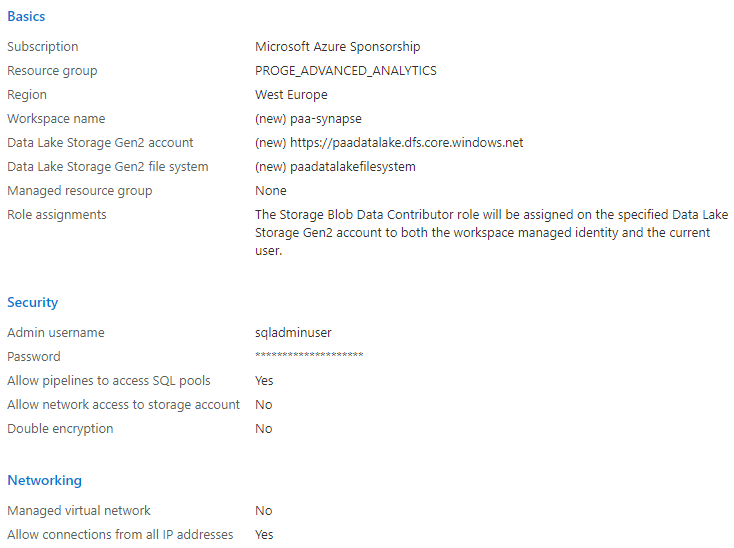 Basics
Subscription Microsoft Azure Sponsorship
Resource group PROGE_ADVANCED_ANALYTICS
Region West Europe
Workspace name (new) paa-synapse
Data Lake Storage Gen2 account (new) https://paadatalake.dfs.core.windows.net
Data Lake Storage Gen2 file system (new) paadatalakefilesystem
Managed resource group None
Role assignments The Storage Blob Data Contributor role will be assigned on the specified Data Lake
Storage Gen2 account to both the workspace managed identity and the current
user.
Security
Admin username sqladminuser
Password ********************
Allow pipelines to access SQL pools Yes
Allow network access to storage account No
Double encryption No
Networking
Managed virtual network No
Allow connections from all IP addresses Yes